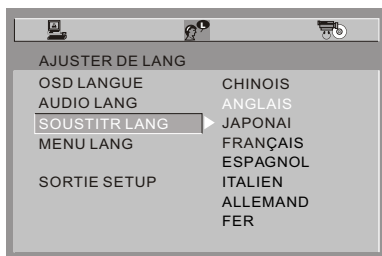 AJUSTER DE LANG
OSD LANGUE
AUDIO LANG
SOUSTITR LANG
MENU LANG
SORTIE SETUP
CHINOIS
ANGLAIS
JAPONAI
FRANÇAIS
ESPAGNOL
ITALIEN
ALLEMAND
FER